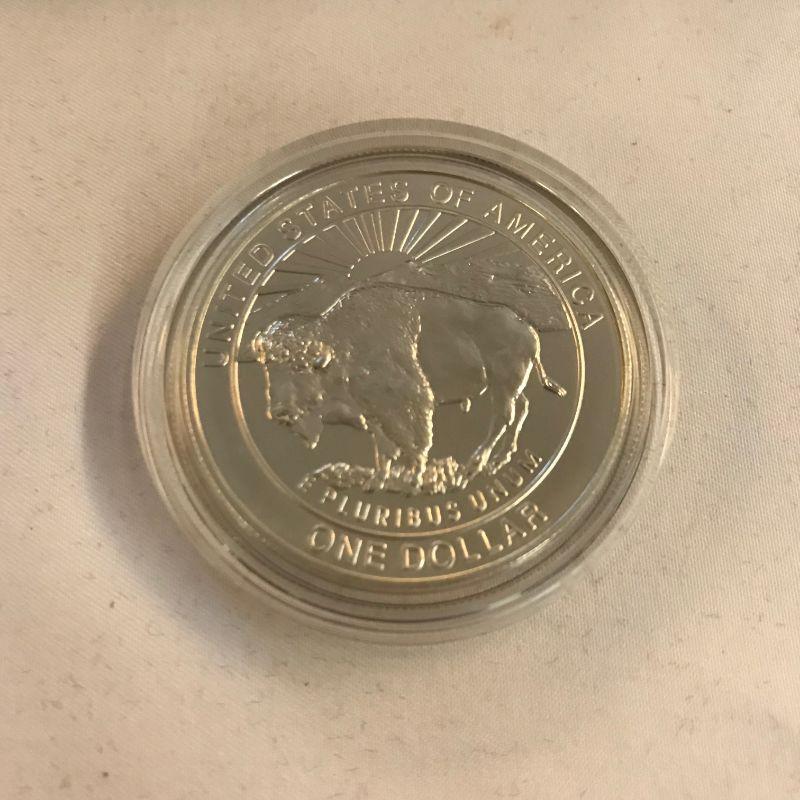 UNITED STATES OF AMERICA
E PLURIBUS UNUM
ONE DOLLAR